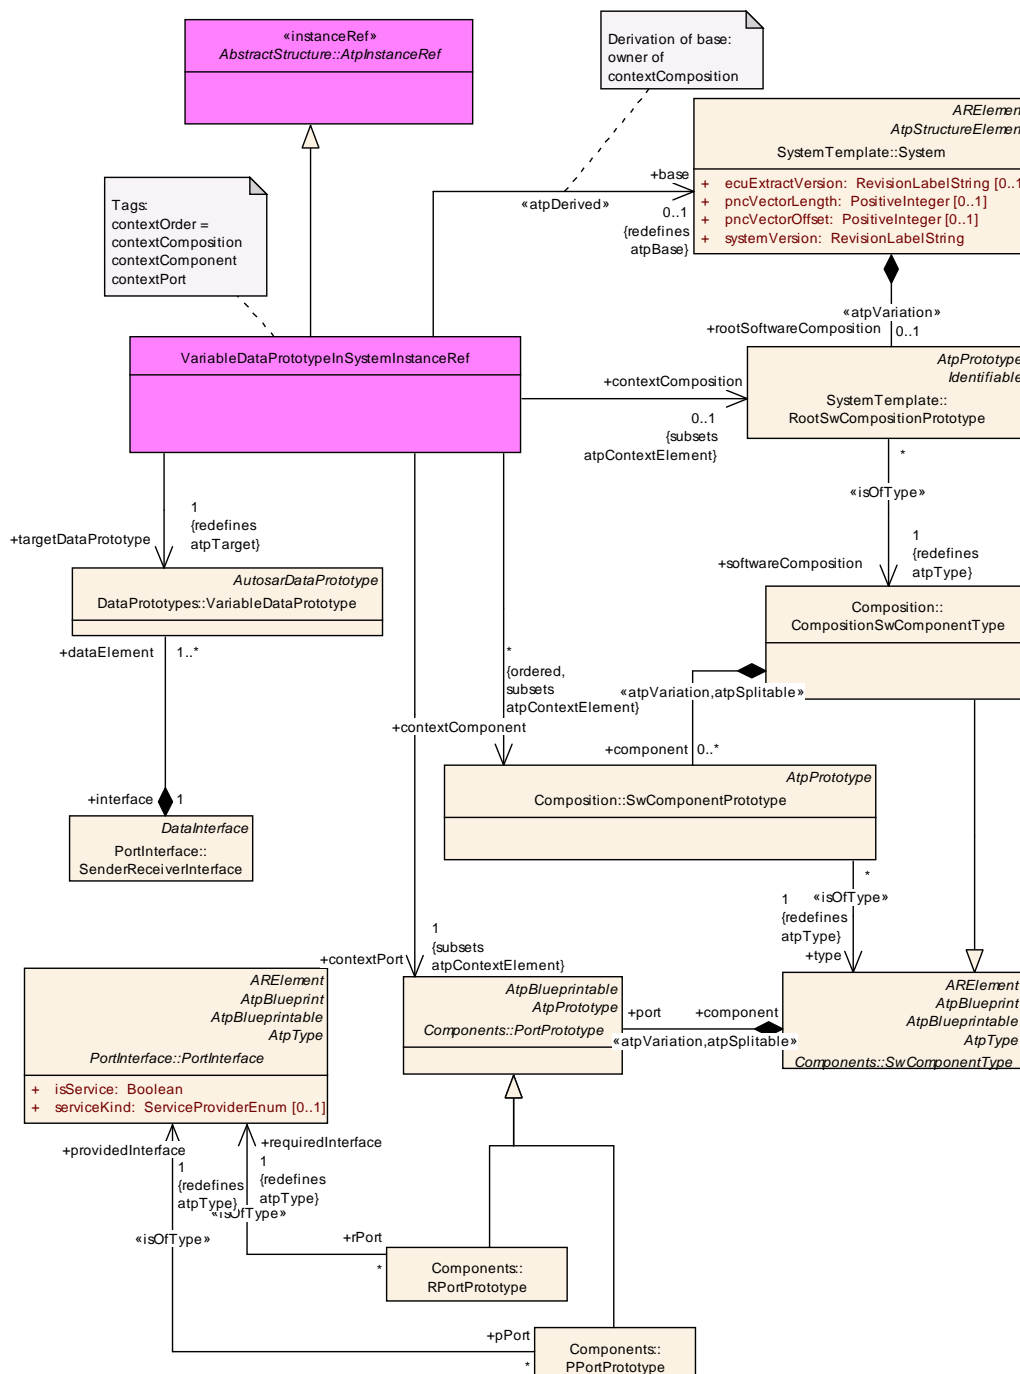 «instanceRef»
AbstractStructure::AtpInstanceRef
Derivation of base:
owner of
contextComposition
ARElement
AtpStructureElement
SystemTemplate::System
+ ecuExtractVersion: RevisionLabelString [0..1
+ pncVectorLength: PositiveInteger [0..1]
+ pncVectorOffset: PositiveInteger [0..1]
+ systemVersion: RevisionLabelString
+base
«atpDerived»
0..1
{redefines
atpBase}
Tags:
contextOrder =
contextComposition
contextComponent
contextPort
«atpVariation»
+rootSoftwareComposition
0..1
VariableDataPrototypeInSystemInstanceRef
AtpPrototype
Identifiable
SystemTemplate::
RootSwCompositionPrototype
+contextComposition
0..1
{subsets
atpContextElement}
*
«isOfType»
1
{redefines
atpType}
+softwareComposition
1
{redefines
atpTarget}
+targetDataPrototype
AutosarDataPrototype
DataPrototypes::VariableDataPrototype
Composition::
CompositionSwComponentType
+dataElement
1..*
*
{ordered,
subsets
atpContextElement}
«atpVariation,atpSplitable»
+contextComponent
+component
0..*
AtpPrototype
Composition::SwComponentPrototype
+interface
1
DataInterface
PortInterface::
SenderReceiverInterface
*
«isOfType»
1
{redefines
atpType}
+type
1
{subsets
atpContextElement}
+contextPort
ARElement
AtpBlueprint
AtpBlueprintable
AtpType
PortInterface::PortInterface
+ isService: Boolean
+ serviceKind: ServiceProviderEnum [0..1]
AtpBlueprintable
AtpPrototype
Components::PortPrototype
+port
+component
«atpVariation,atpSplitable»
ARElement
AtpBlueprint
AtpBlueprintable
AtpType
Components::SwComponentType
+providedInterface
1
{redefines
atpType}
«isOfType»
+requiredInterface
1
{redefines
atpType}
«isOfType»
+rPort
*
Components::
RPortPrototype
+pPort
*
Components::
PPortPrototype